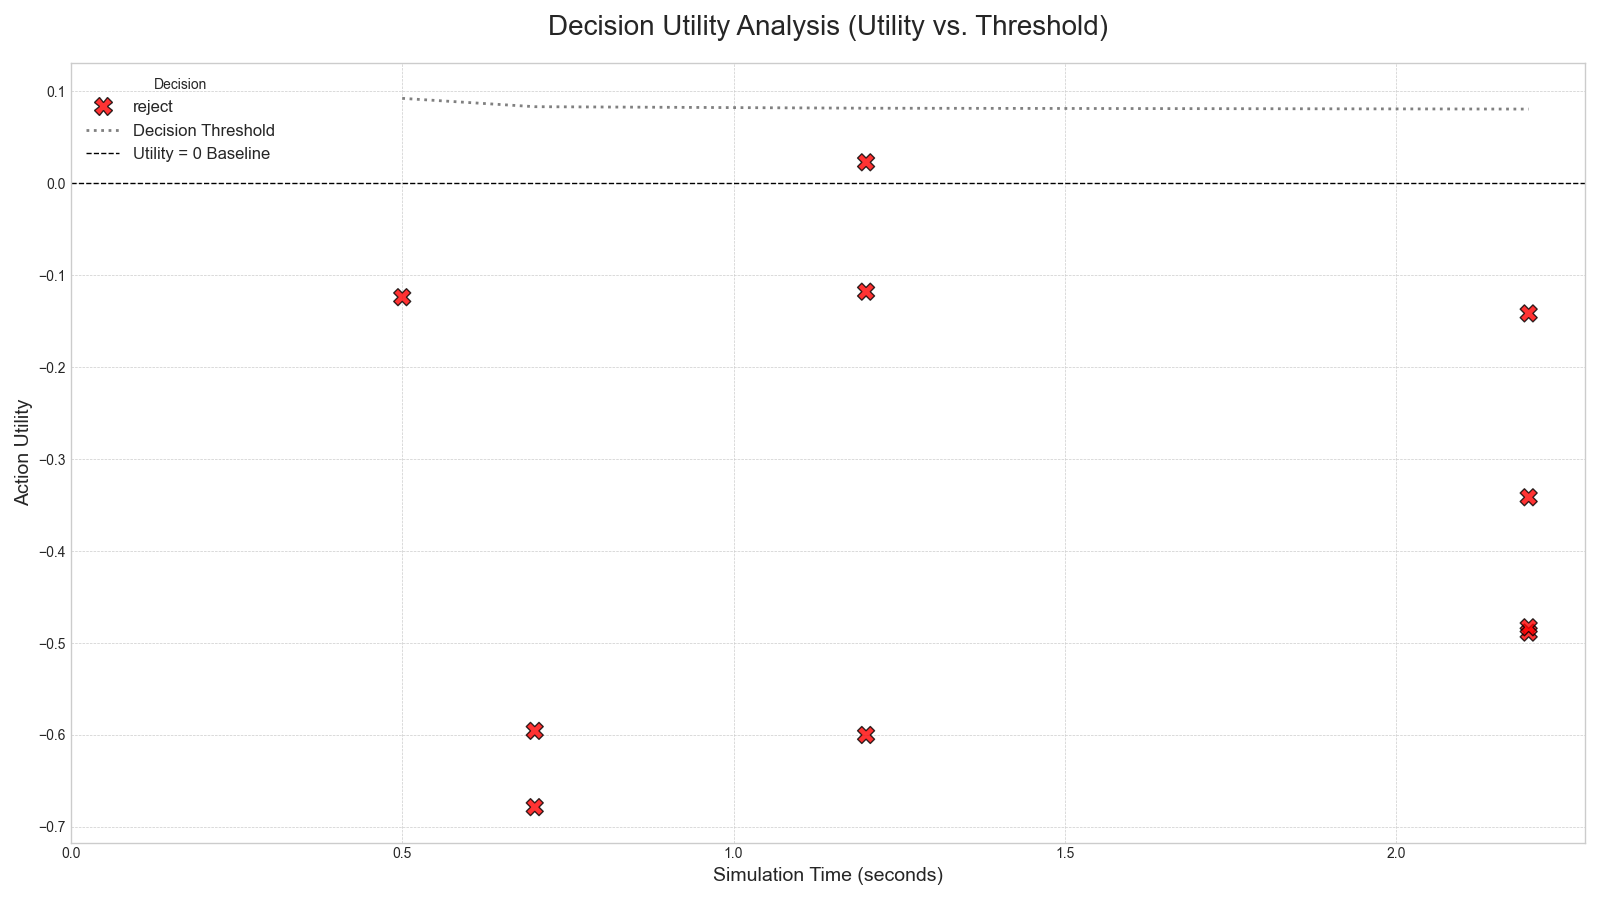 Decision Utility Analysis (Utility vs. Threshold)
Decision
reject
Decision Threshold
Utility = 0 Baseline
Action Utility
0.1
0.0
−0.1
−0.2
−0.3
−0.4
−0.5
−0.6
−0.7
0.0 0.5 1.0 1.5 2.0
Simulation Time (seconds)